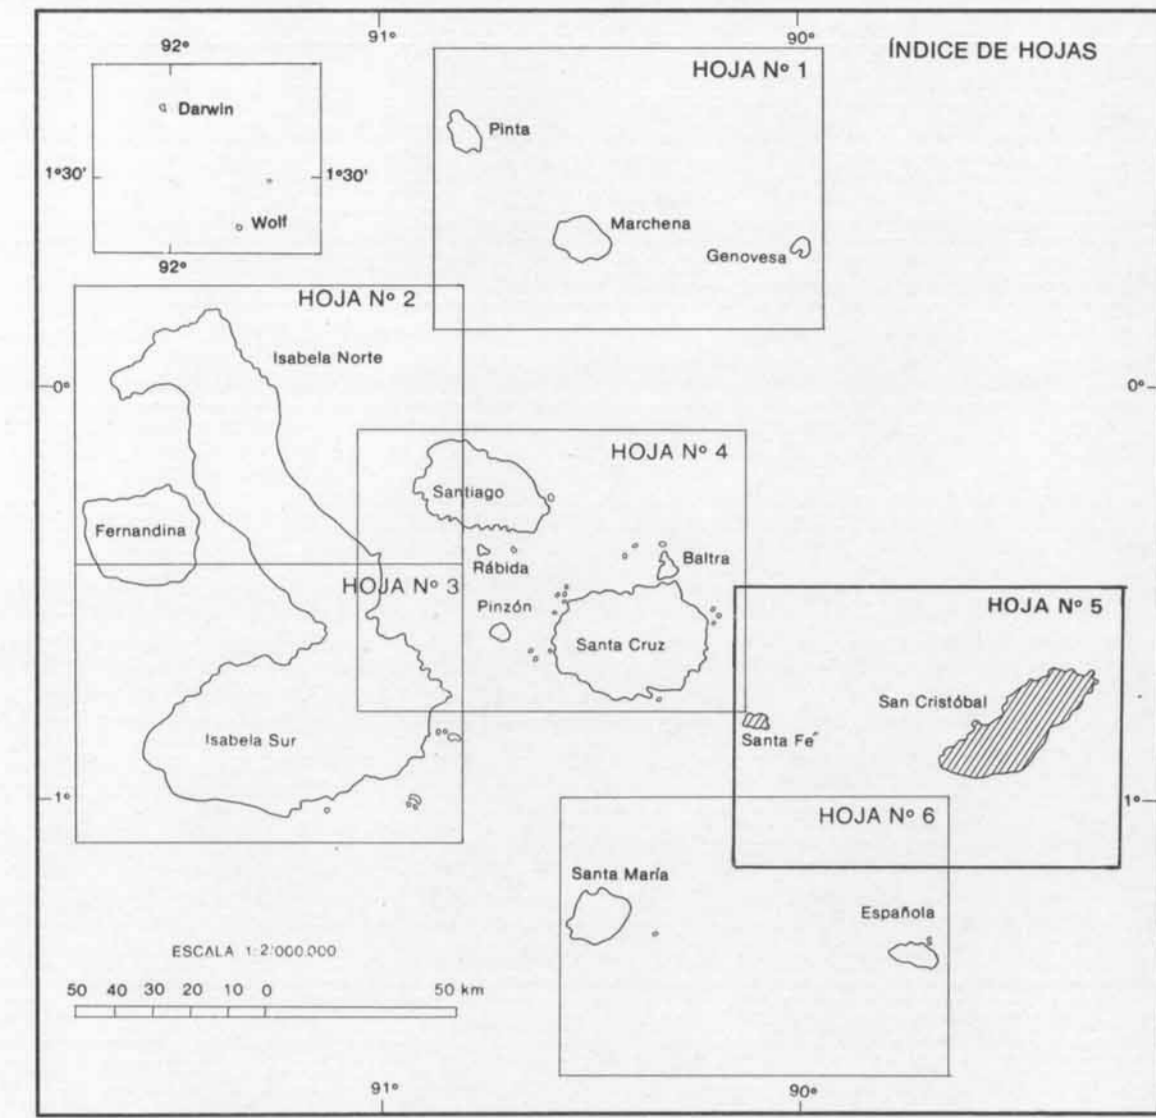 91°
90°
ÍNDICE DE HOJAS
92°
Darwin
1°30'
1°30'
Wolf
92°
HOJA Nº 1
Pinta
Marchena
Genovesa
HOJA Nº 2
Isabela Norte
0°
0°
Fernandina
HOJA Nº 4
Santiago
Rábida
Baltra
HOJA Nº 3
Pinzón
Santa Cruz
HOJA Nº 5
San Cristóbal
Santa Fé
Isabela Sur
1°
1°
HOJA Nº 6
Santa María
Española
ESCALA 1:2'000.000
50 40 30 20 10 0 50 km
91°
90°